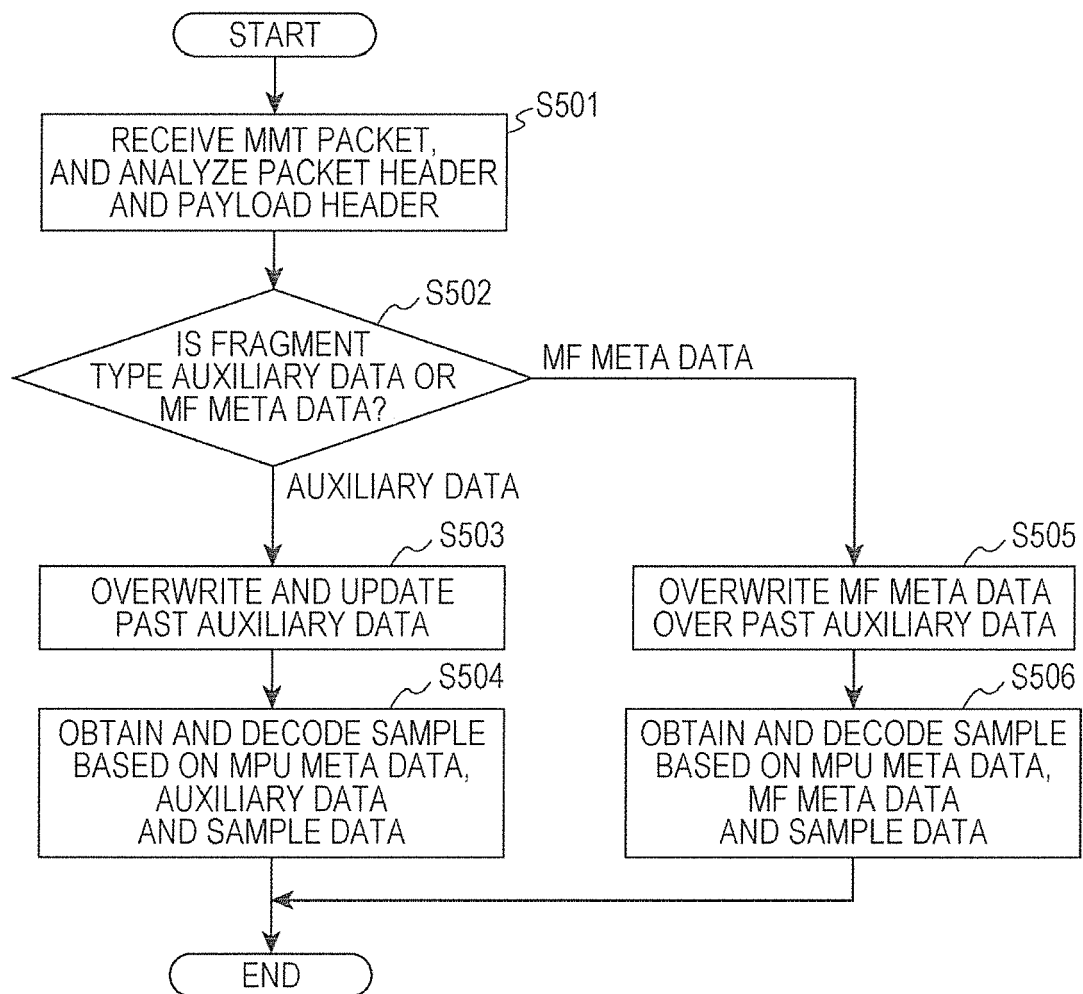 START
S501
RECEIVE MMT PACKET,
AND ANALYZE PACKET HEADER
AND PAYLOAD HEADER
S502
IS FRAGMENT
TYPE AUXILIARY DATA OR
MF META DATA?
MF META DATA
AUXILIARY DATA
S503
OVERWRITE AND UPDATE
PAST AUXILIARY DATA
S505
OVERWRITE MF META DATA
OVER PAST AUXILIARY DATA
S504
OBTAIN AND DECODE SAMPLE
BASED ON MPU META DATA,
AUXILIARY DATA
AND SAMPLE DATA
S506
OBTAIN AND DECODE SAMPLE
BASED ON MPU META DATA,
MF META DATA
AND SAMPLE DATA
END